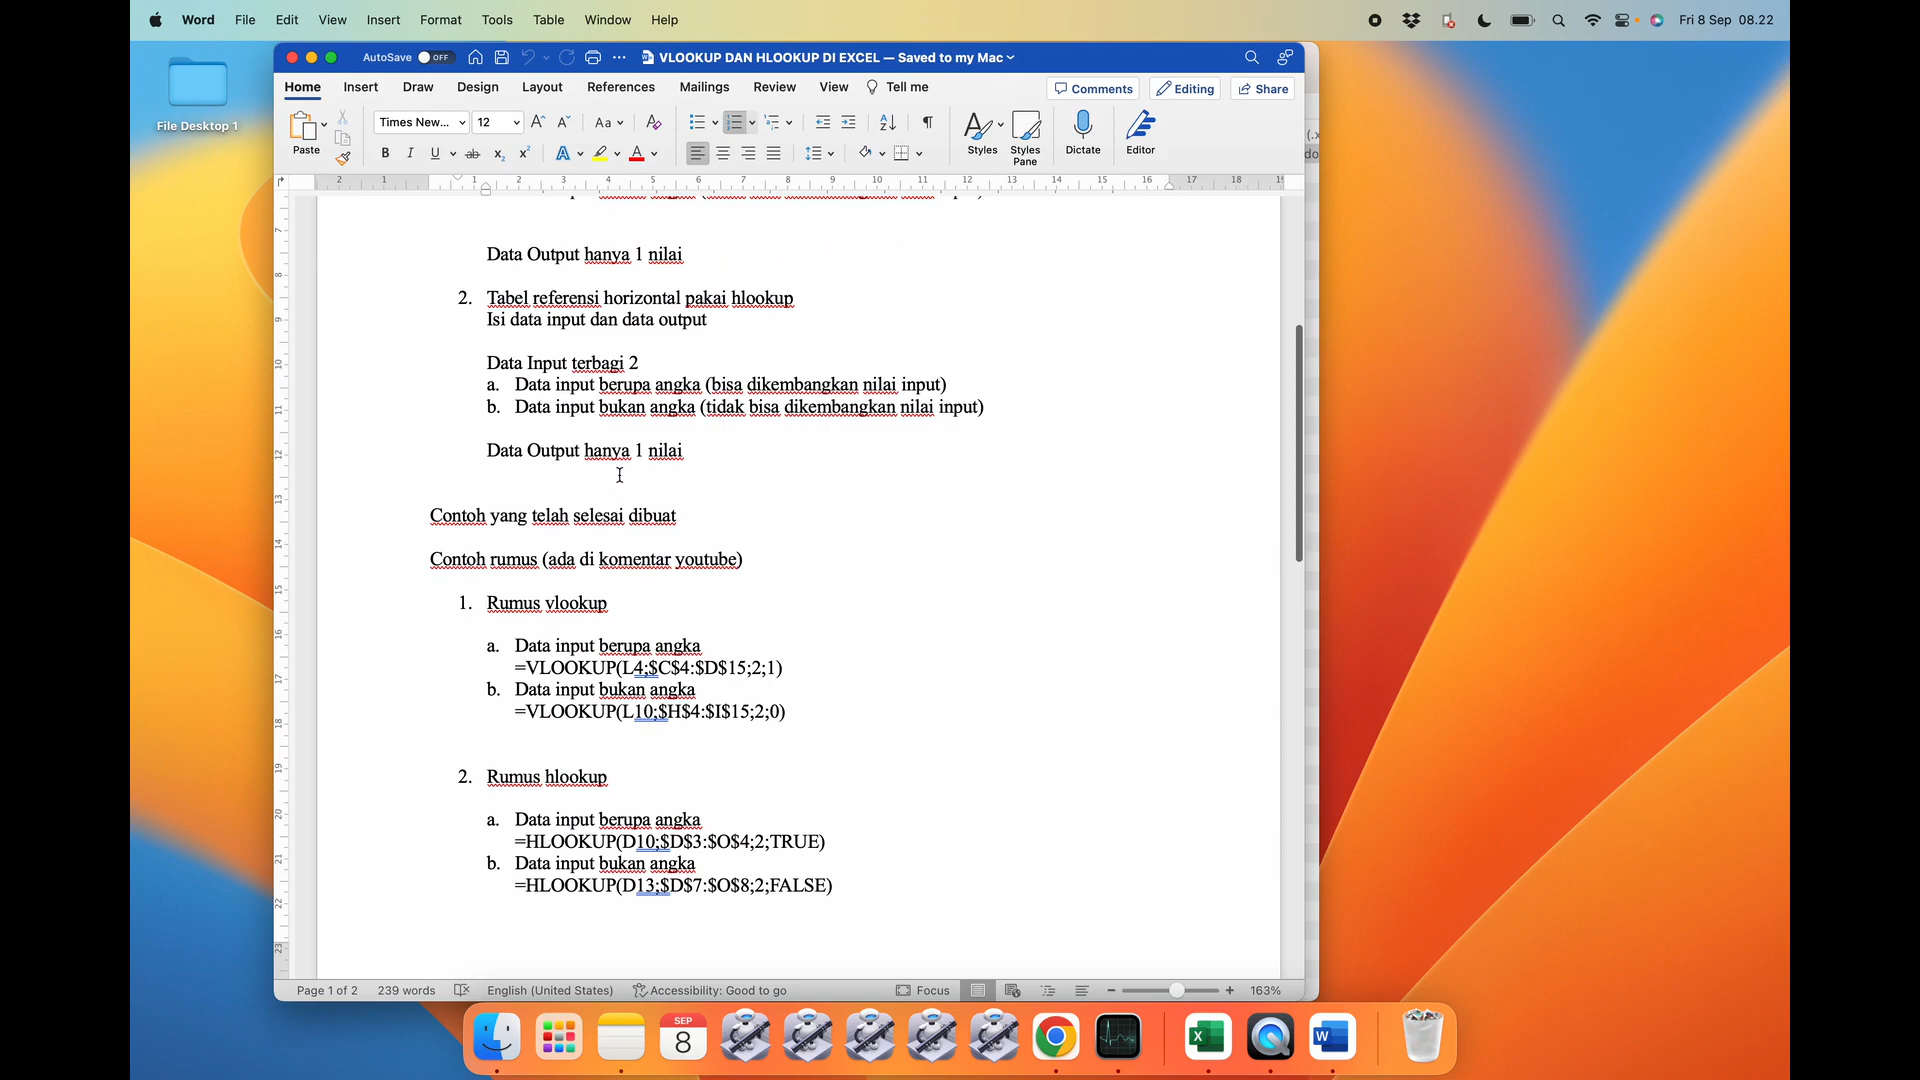 Word File Edit View Insert Format Tools Table Window Help Fri 8 Sep 08.22
File Desktop 1
AutoSave OFF VLOOKUP DAN HLOOKUP DI EXCEL — Saved to my Mac
Home Insert Draw Design Layout References Mailings Review View Tell me Comments Editing Share
Paste Times New... 12 Styles Styles Pane Dictate Editor
Data Output hanya 1 nilai
2. Tabel referensi horizontal pakai hlookup
Isi data input dan data output
Data Input terbagi 2
a. Data input berupa angka (bisa dikembangkan nilai input)
b. Data input bukan angka (tidak bisa dikembangkan nilai input)
Data Output hanya 1 nilai
Contoh yang telah selesai dibuat
Contoh rumus (ada di komentar youtube)
1. Rumus vlookup
a. Data input berupa angka
=VLOOKUP(L4;$C$4:$D$15;2;1)
b. Data input bukan angka
=VLOOKUP(L10;$H$4:$I$15;2;0)
2. Rumus hlookup
a. Data input berupa angka
=HLOOKUP(D10;$D$3:$O$4;2;TRUE)
b. Data input bukan angka
=HLOOKUP(D13;$D$7:$O$8;2;FALSE)
Page 1 of 2 239 words English (United States) Accessibility: Good to go Focus 163%
SEP
8